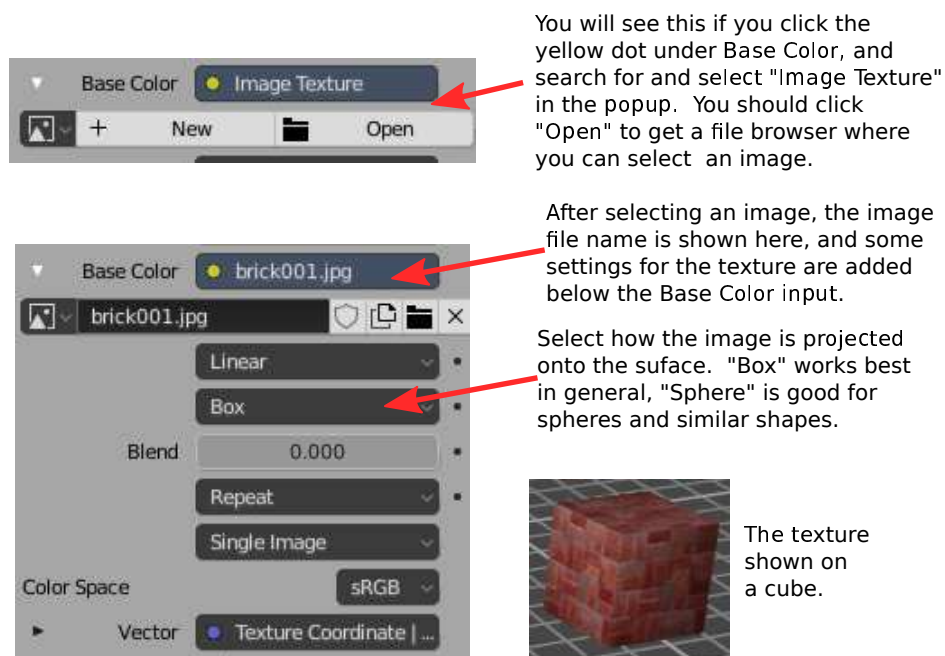 You will see this if you click the
yellow dot under Base Color, and
search for and select "Image Texture"
in the popup.  You should click
"Open" to get a file browser where
you can select  an image.
Base Color
Image Texture
+ New
Open
After selecting an image, the image
file name is shown here, and some
settings for the texture are added
below the Base Color input.
Base Color
brick001.jpg
brick001.jpg
Linear
Box
Blend
0.000
Repeat
Single Image
Color Space
sRGB
Vector
Texture Coordinate | ...
Select how the image is projected
onto the suface.  "Box" works best
in general, "Sphere" is good for
spheres and similar shapes.
The texture
shown on
a cube.